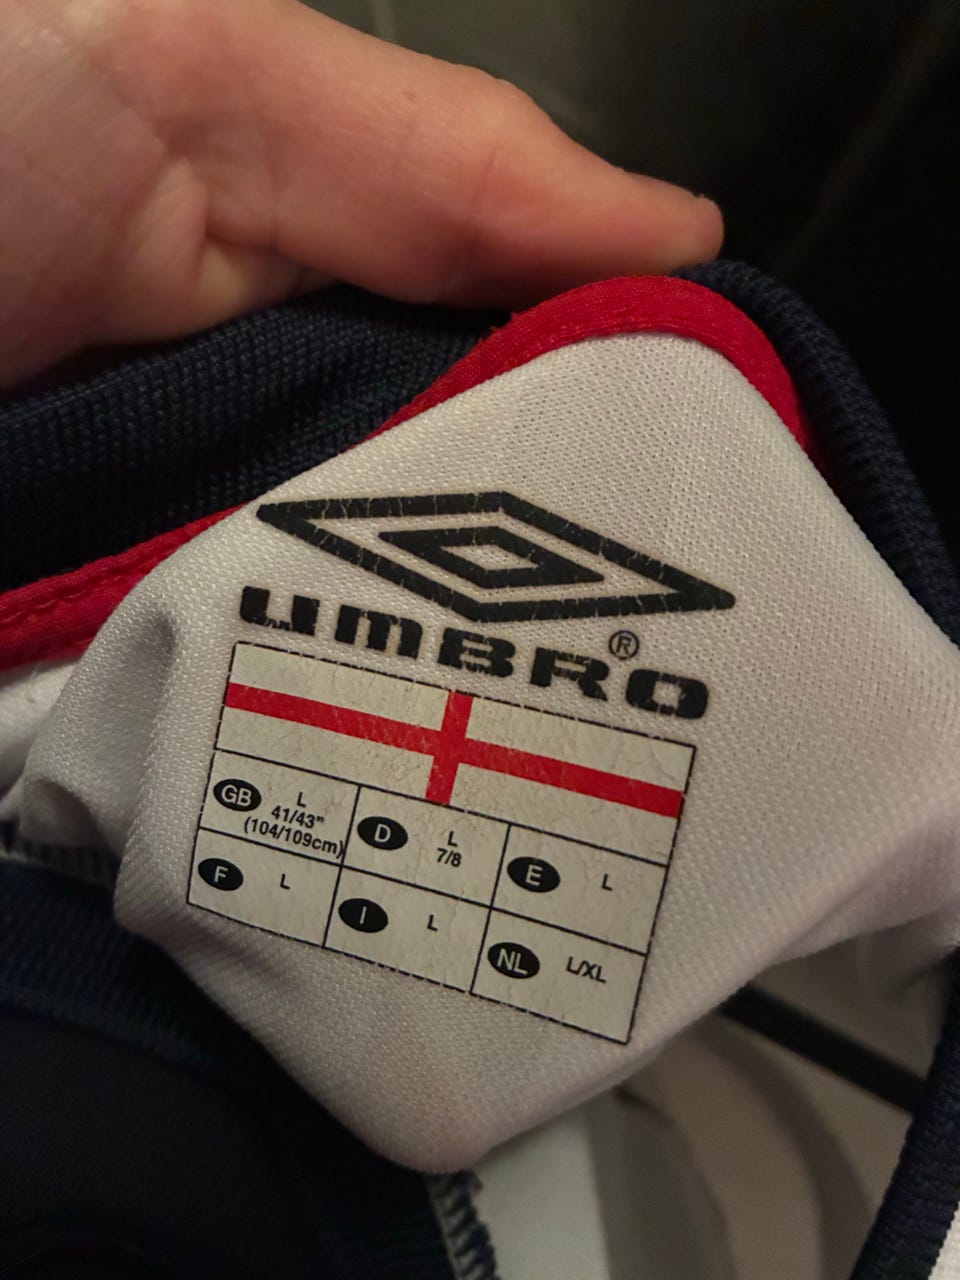 UMBRO®
GB L
41/43"
(104/109cm)
D L
7/8
E L
F L
I L
NL L/XL